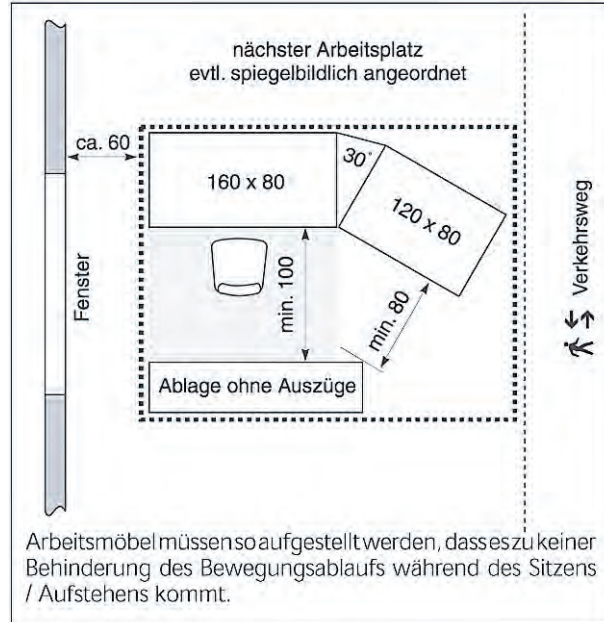 nächster Arbeitsplatz
evtl. spiegelbildlich angeordnet
ca. 60
30°
160 x 80
120 x 80
Fenster
min. 100
min. 80
Verkehrsweg
Ablage ohne Auszüge
Arbeitsmöbel müssen so aufgestellt werden, dass es zu keiner
Behinderung des Bewegungsablaufs während des Sitzens
/ Aufstehens kommt.